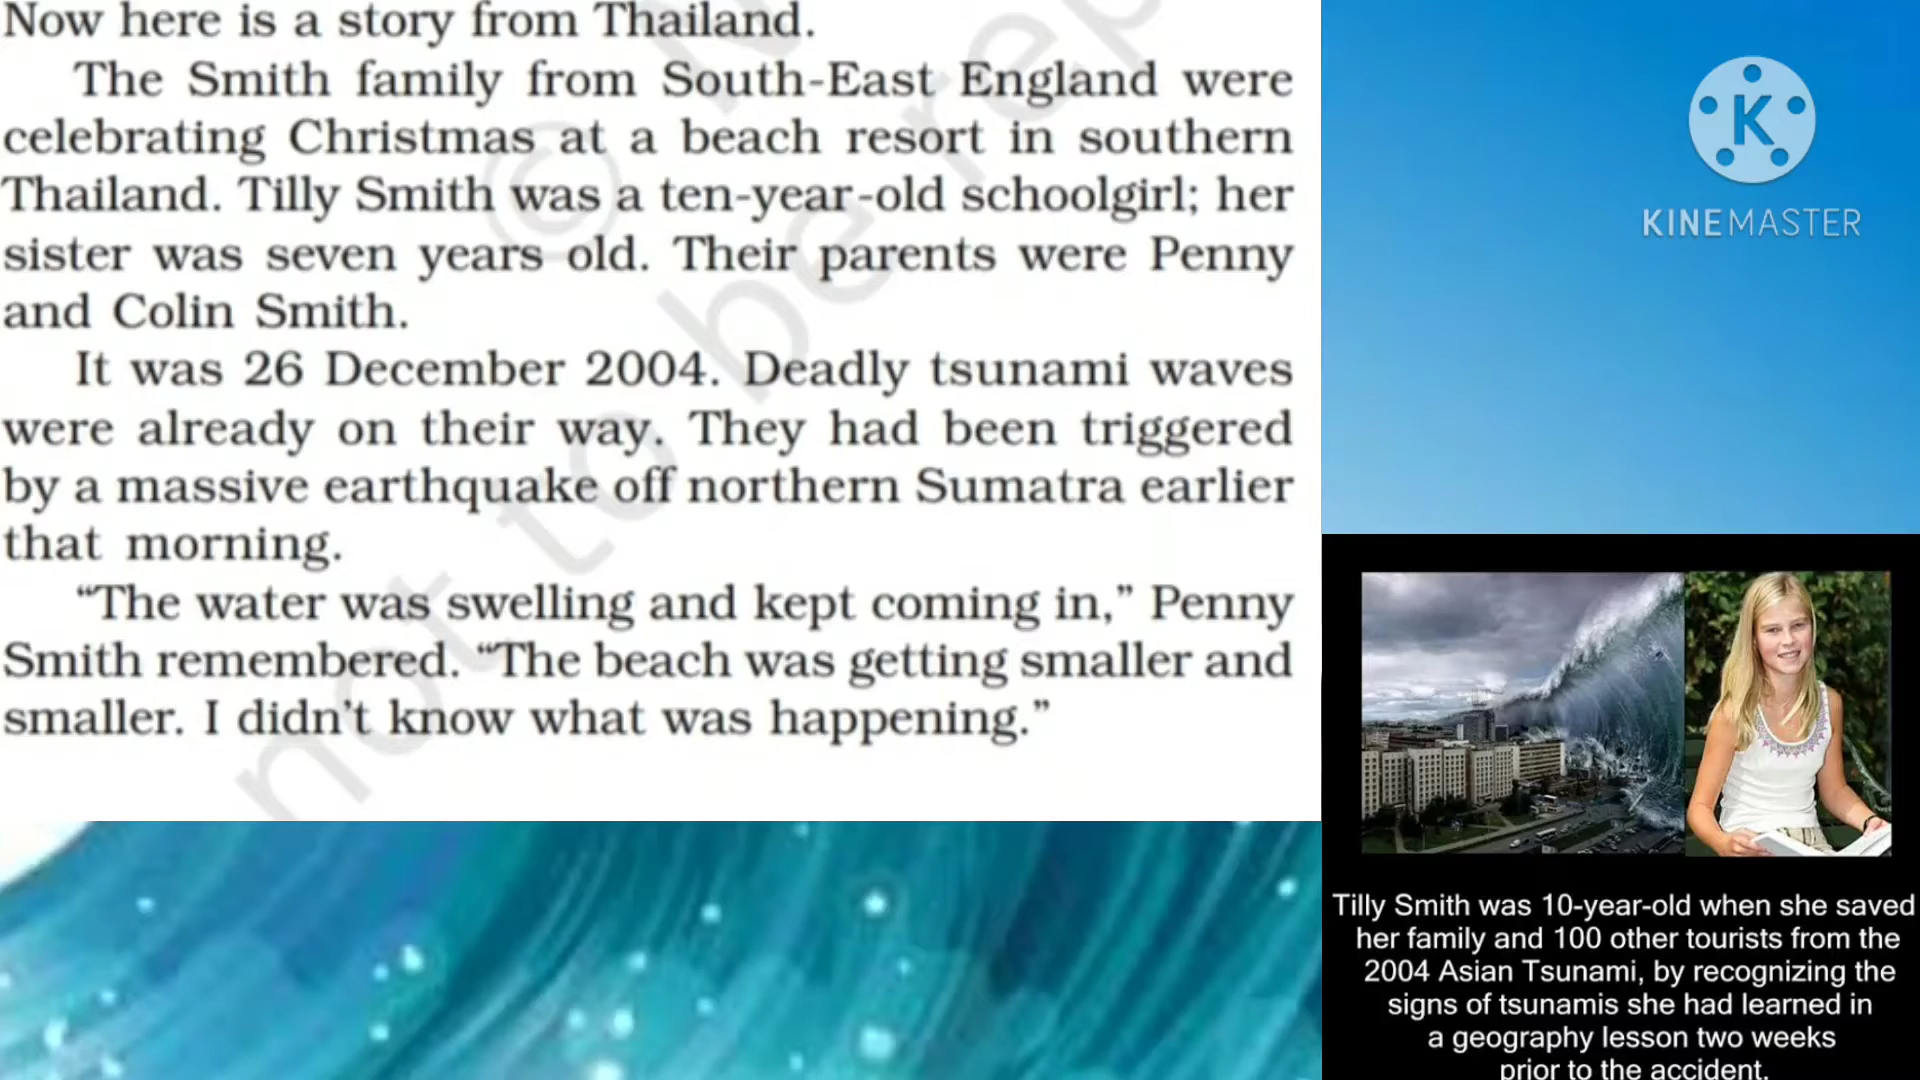 Now here is a story from Thailand.
The Smith family from South-East England were
celebrating Christmas at a beach resort in southern
Thailand. Tilly Smith was a ten-year-old schoolgirl; her
sister was seven years old. Their parents were Penny
and Colin Smith.
It was 26 December 2004. Deadly tsunami waves
were already on their way. They had been triggered
by a massive earthquake off northern Sumatra earlier
that morning.
“The water was swelling and kept coming in,” Penny
Smith remembered. “The beach was getting smaller and
smaller. I didn’t know what was happening.”
© N
not to be rep
K
KINEMASTER
Tilly Smith was 10-year-old when she saved
her family and 100 other tourists from the
2004 Asian Tsunami, by recognizing the
signs of tsunamis she had learned in
a geography lesson two weeks
prior to the accident.